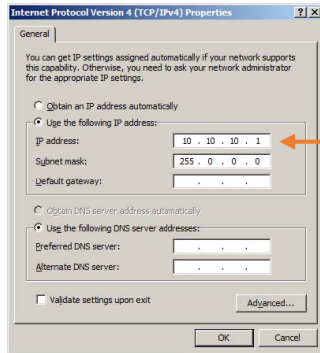 Internet Protocol Version 4 (TCP/IPv4) Properties
General
You can get IP settings assigned automatically if your network supports
this capability. Otherwise, you need to ask your network administrator
for the appropriate IP settings.
Obtain an IP address automatically
Use the following IP address:
IP address: 10 . 10 . 10 . 1
Subnet mask: 255 . 0 . 0 . 0
Default gateway: . . .
Obtain DNS server address automatically
Use the following DNS server addresses:
Preferred DNS server: . . .
Alternate DNS server: . . .
Validate settings upon exit
Advanced...
OK Cancel